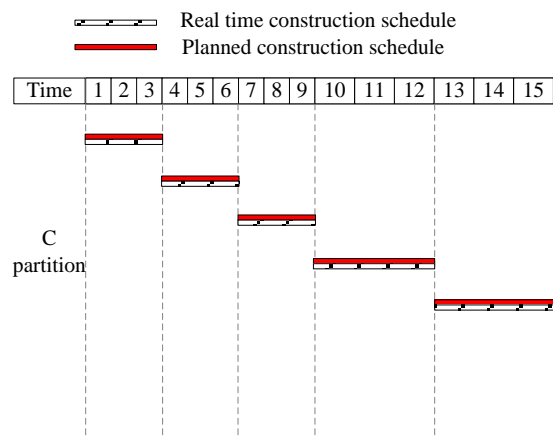 Real time construction schedule
Planned construction schedule
Time 1 2 3 4 5 6 7 8 9 10 11 12 13 14 15
C
partition